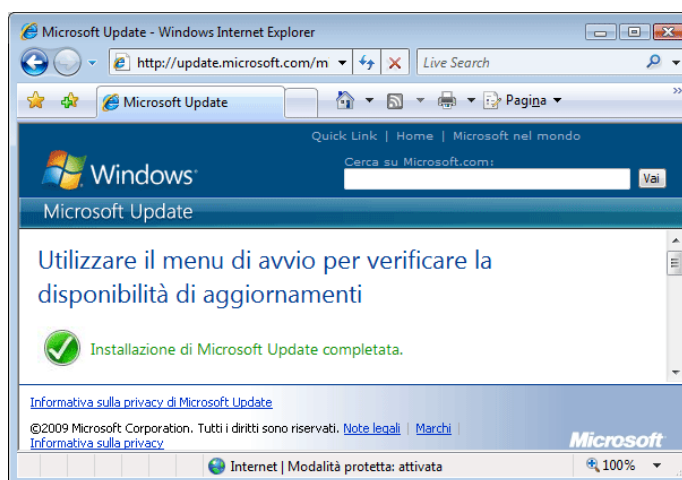 Microsoft Update - Windows Internet Explorer
http://update.microsoft.com/m
Live Search
Microsoft Update
Pagina
Quick Link | Home | Microsoft nel mondo
Cerca su Microsoft.com:
Windows
Vai
Microsoft Update
Utilizzare il menu di avvio per verificare la
disponibilità di aggiornamenti
Installazione di Microsoft Update completata.
Informativa sulla privacy di Microsoft Update
©2009 Microsoft Corporation. Tutti i diritti sono riservati. Note legali | Marchi |
Informativa sulla privacy
Microsoft
Internet | Modalità protetta: attivata
100%